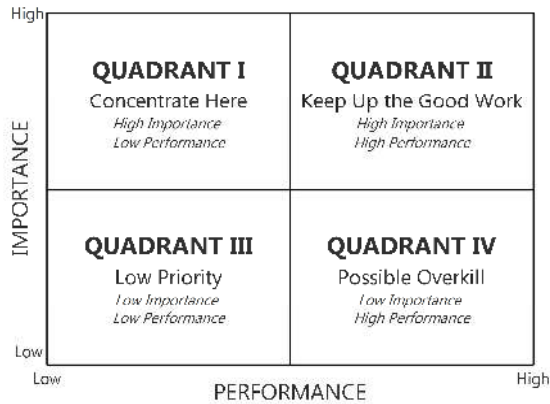 High
QUADRANT I
Concentrate Here
High Importance
Low Performance
QUADRANT II
Keep Up the Good Work
High Importance
High Performance
IMPORTANCE
QUADRANT III
Low Priority
Low Importance
Low Performance
QUADRANT IV
Possible Overkill
Low Importance
High Performance
Low
Low
High
PERFORMANCE